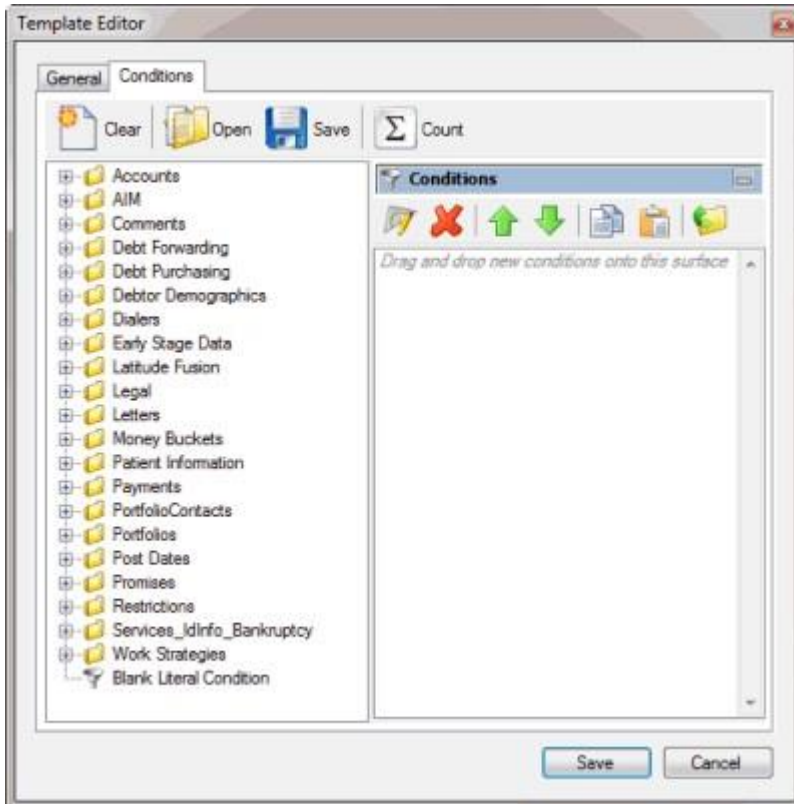 Template Editor
General Conditions
Clear Open Save Σ Count
Accounts
AIM
Comments
Debt Forwarding
Debt Purchasing
Debtor Demographics
Dialers
Early Stage Data
Latitude Fusion
Legal
Letters
Money Buckets
Patient Information
Payments
PortfolioContacts
Portfolios
Post Dates
Promises
Restrictions
Services_IdInfo_Bankruptcy
Work Strategies
Blank Literal Condition
Conditions
Drag and drop new conditions onto this surface
Save Cancel